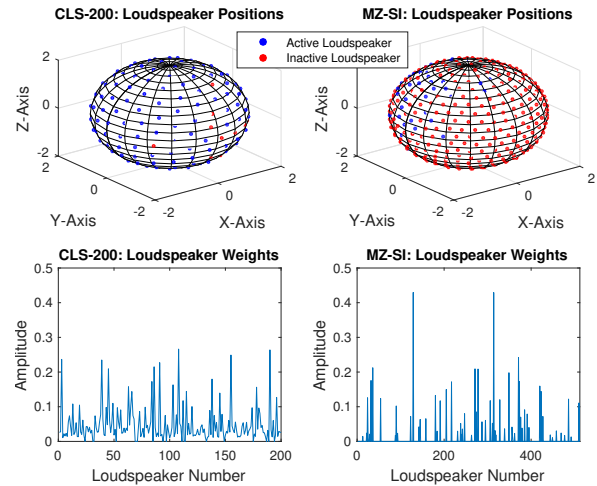 CLS-200: Loudspeaker Positions
MZ-SI: Loudspeaker Positions
Active Loudspeaker
Inactive Loudspeaker
Z-Axis
2
0
-2
2
0
-2
Y-Axis
-2
0
2
X-Axis
Z-Axis
2
0
-2
2
0
-2
Y-Axis
-2
0
2
X-Axis
CLS-200: Loudspeaker Weights
Amplitude
0.5
0.4
0.3
0.2
0.1
0
0 50 100 150 200
Loudspeaker Number
MZ-SI: Loudspeaker Weights
Amplitude
0.5
0.4
0.3
0.2
0.1
0
0 200 400
Loudspeaker Number